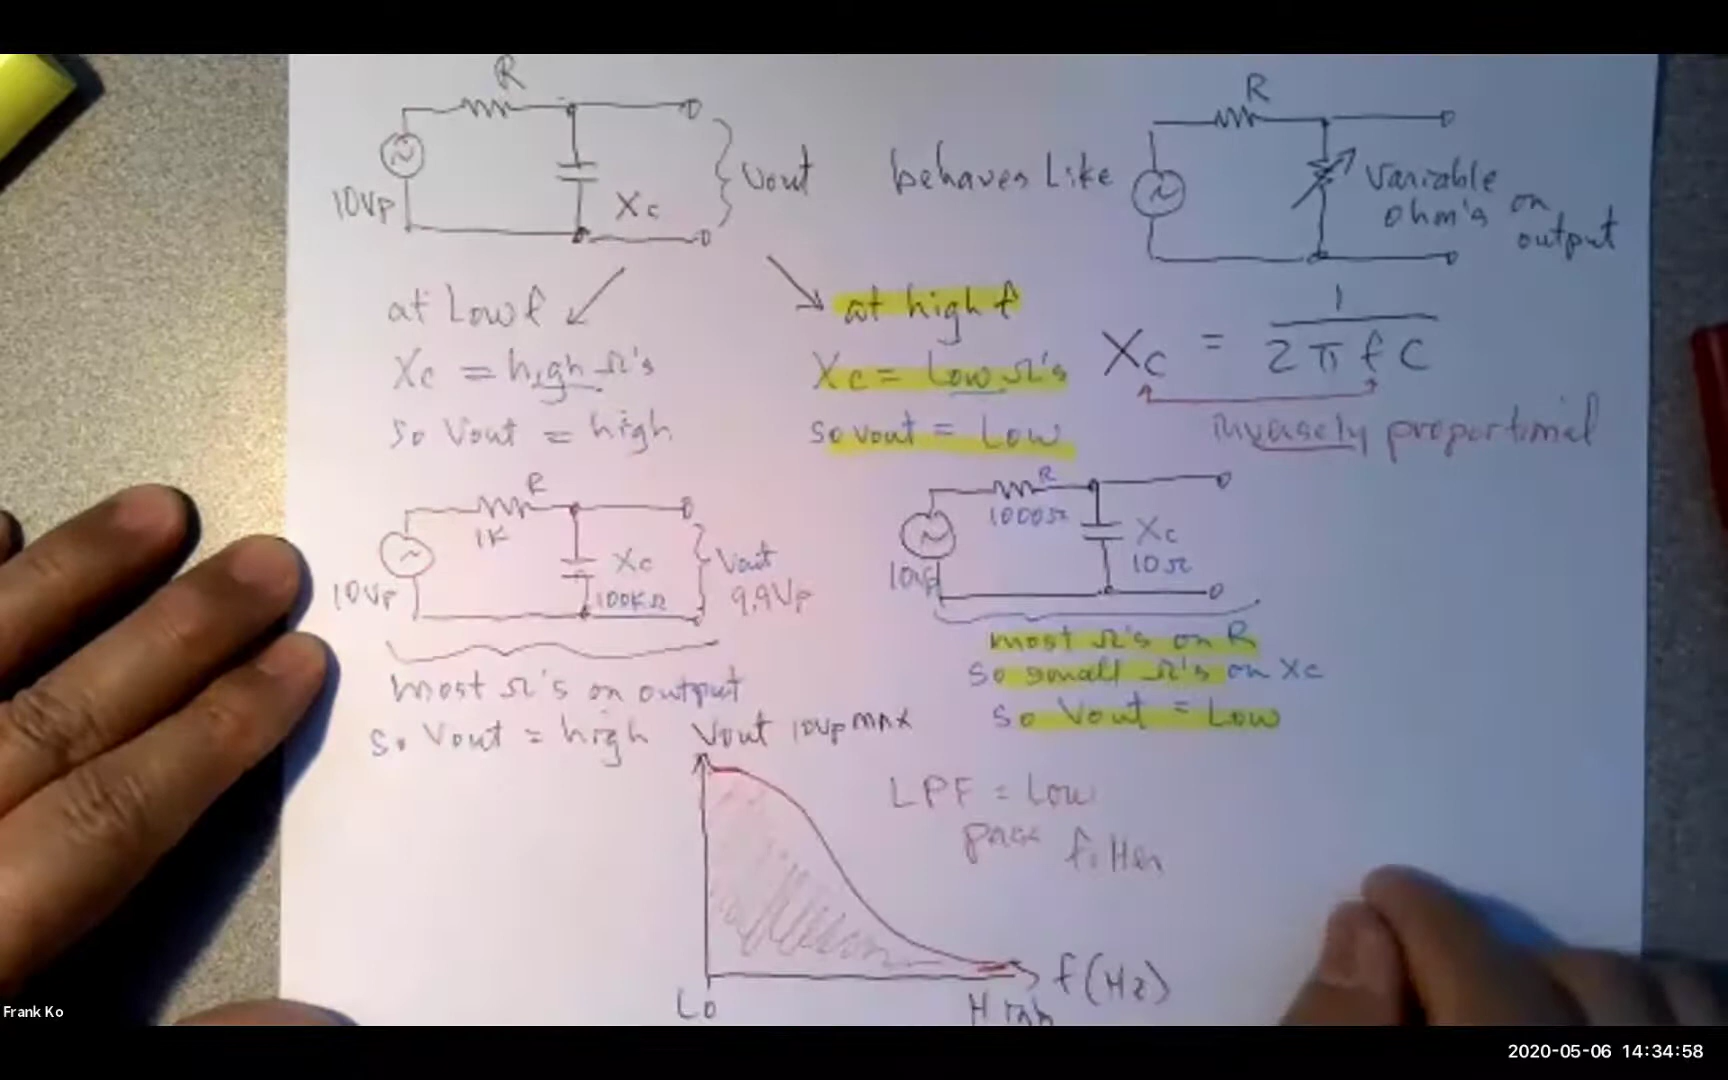 R
10Vp
Xc
Vout
behaves Like
R
Variable
ohm's on
output
at Low f
Xc = high Ω's
so Vout = high
at high f
Xc = Low Ω's
so vout = Low
Xc = 1
2πfC
inversely proportional
R
1K
10Vp
Xc
100KΩ
Vout
9.9Vp
most Ω's on output
so Vout = high
R
1000Ω
10Vp
Xc
10Ω
most Ω's on R
so small Ω's on Xc
so Vout = Low
Vout 10Vp max
LPF = Low
pass filter
f(Hz)
Lo
High
Frank Ko
2020-05-06 14:34:58